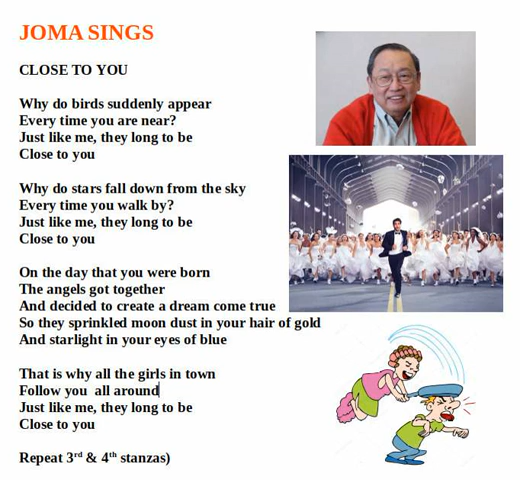 JOMA SINGS
CLOSE TO YOU
Why do birds suddenly appear
Every time you are near?
Just like me, they long to be
Close to you
Why do stars fall down from the sky
Every time you walk by?
Just like me, they long to be
Close to you
On the day that you were born
The angels got together
And decided to create a dream come true
So they sprinkled moon dust in your hair of gold
And starlight in your eyes of blue
That is why all the girls in town
Follow you  all around
Just like me, they long to be
Close to you
Repeat 3rd & 4th stanzas)